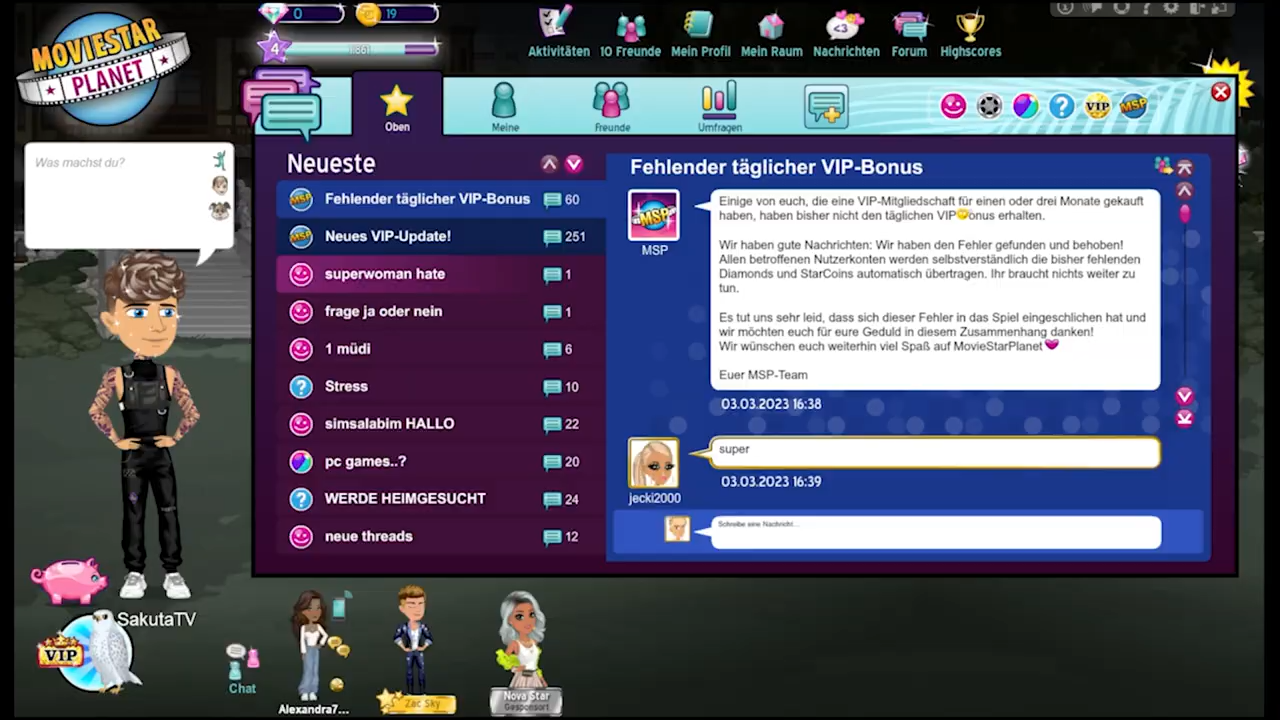 MOVIESTAR
PLANET
0
19
4
1861
Aktivitäten
10 Freunde
Mein Profil
Mein Raum
<3
Nachrichten
Forum
Highscores
Oben
Meine
Freunde
Umfragen
VIP
MSP
Was machst du?
Neueste
MSP
Fehlender täglicher VIP-Bonus
60
MSP
Neues VIP-Update!
251
superwoman hate
1
frage ja oder nein
1
1 müdi
6
Stress
10
simsalabim HALLO
22
pc games..?
20
WERDE HEIMGESUCHT
24
neue threads
12
Fehlender täglicher VIP-Bonus
MSP
MSP
Einige von euch, die eine VIP-Mitgliedschaft für einen oder drei Monate gekauft
haben, haben bisher nicht den täglichen VIP onus erhalten.
Wir haben gute Nachrichten: Wir haben den Fehler gefunden und behoben!
Allen betroffenen Nutzerkonten werden selbstverständlich die bisher fehlenden
Diamonds und StarCoins automatisch übertragen. Ihr braucht nichts weiter zu
tun.
Es tut uns sehr leid, dass sich dieser Fehler in das Spiel eingeschlichen hat und
wir möchten euch für eure Geduld in diesem Zusammenhang danken!
Wir wünschen euch weiterhin viel Spaß auf MovieStarPlanet
Euer MSP-Team
03.03.2023 16:38
super
03.03.2023 16:39
jecki2000
Schreibe eine Nachricht...
SakutaTV
VIP
Chat
Alexandra7...
Zac Sky
Nova Star
Gesponsort